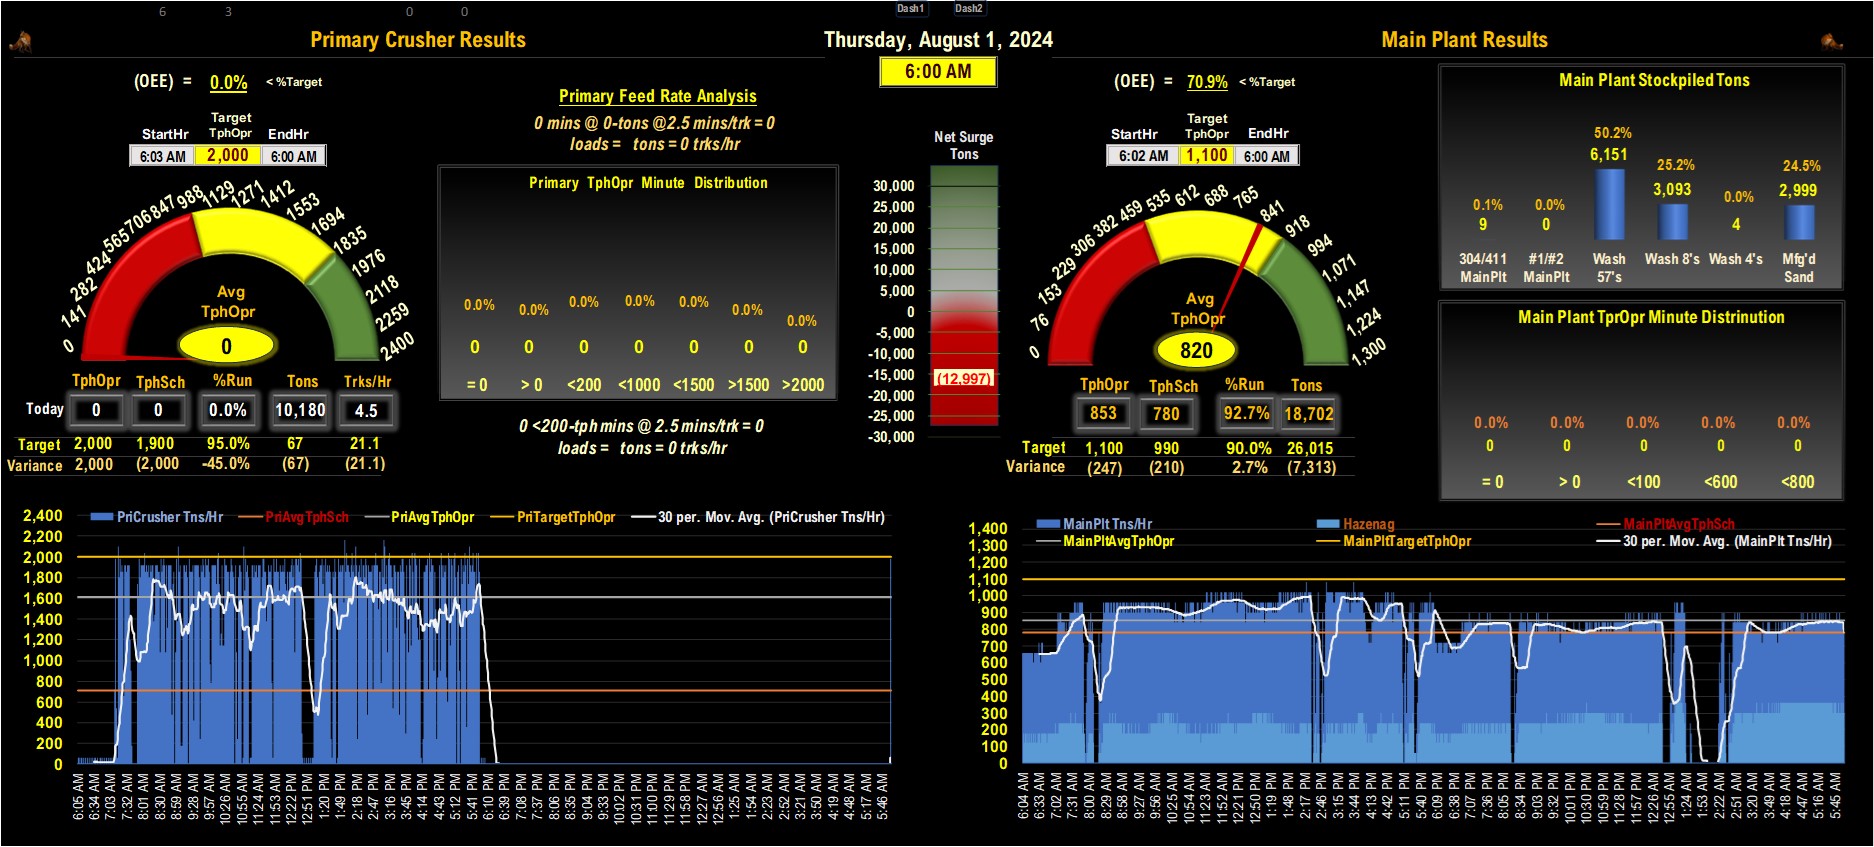 6 3 0 0 Dash1 Dash2
Primary Crusher Results
Thursday, August 1, 2024
Main Plant Results
6:00 AM
(OEE) = 0.0% < %Target
Target
StartHr TphOpr EndHr
6:03 AM 2,000 6:00 AM
0 141 282 424 565 706 847 988 1129 1271 1412 1553 1694 1835 1976 2118 2259 2400
Avg
TphOpr
0
TphOpr TphSch %Run Tons Trks/Hr
Today 0 0 0.0% 10,180 4.5
Target 2,000 1,900 95.0% 67 21.1
Variance 2,000 (2,000 -45.0% (67) (21.1)
Primary Feed Rate Analysis
0 mins @ 0-tons @2.5 mins/trk = 0
loads = tons = 0 trks/hr
Primary TphOpr Minute Distribution
0.0% 0.0% 0.0% 0.0% 0.0% 0.0% 0.0%
0 0 0 0 0 0 0
= 0 > 0 <200 <1000 <1500 >1500 >2000
0 <200-tph mins @ 2.5 mins/trk = 0
loads = tons = 0 trks/hr
Net Surge
Tons
30,000
25,000
20,000
15,000
10,000
5,000
0
-5,000
-10,000
-15,000
(12,997)
-20,000
-25,000
-30,000
(OEE) = 70.9% < %Target
Target
StartHr TphOpr EndHr
6:02 AM 1,100 6:00 AM
0 76 153 229 306 382 459 535 612 688 765 841 918 994 1,071 1,147 1,224 1,300
Avg
TphOpr
820
TphOpr TphSch %Run Tons
853 780 92.7% 18,702
Target 1,100 990 90.0% 26,015
Variance (247) (210) 2.7% (7,313)
Main Plant Stockpiled Tons
0.1% 0.0% 50.2% 25.2% 0.0% 24.5%
9 0 6,151 3,093 4 2,999
304/411 #1/#2 Wash Wash 8's Wash 4's Mfg'd
MainPlt MainPlt 57's Sand
Main Plant TprOpr Minute Distrinution
0.0% 0.0% 0.0% 0.0% 0.0%
0 0 0 0 0
= 0 > 0 <100 <600 <800
PriCrusher Tns/Hr PriAvgTphSch PriAvgTphOpr PriTargetTphOpr 30 per. Mov. Avg. (PriCrusher Tns/Hr)
2,400
2,200
2,000
1,800
1,600
1,400
1,200
1,000
800
600
400
200
0
6:05 AM 6:34 AM 7:03 AM 7:32 AM 8:01 AM 8:30 AM 8:59 AM 9:28 AM 9:57 AM 10:26 AM 10:55 AM 11:24 AM 11:53 AM 12:22 PM 12:51 PM 1:20 PM 1:49 PM 2:18 PM 2:47 PM 3:16 PM 3:45 PM 4:14 PM 4:43 PM 5:12 PM 5:41 PM 6:10 PM 6:39 PM 7:08 PM 7:37 PM 8:06 PM 8:35 PM 9:04 PM 9:33 PM 10:02 PM 10:31 PM 11:00 PM 11:29 PM 11:58 PM 12:27 AM 12:56 AM 1:25 AM 1:54 AM 2:23 AM 2:52 AM 3:21 AM 3:50 AM 4:19 AM 4:48 AM 5:17 AM 5:46 AM
MainPlt Tns/Hr Hazenag MainPltAvgTphSch
MainPltAvgTphOpr MainPltTargetTphOpr 30 per. Mov. Avg. (MainPlt Tns/Hr)
1,400
1,300
1,200
1,100
1,000
900
800
700
600
500
400
300
200
100
0
6:04 AM 6:33 AM 7:02 AM 7:31 AM 8:00 AM 8:29 AM 8:58 AM 9:27 AM 9:56 AM 10:25 AM 10:54 AM 11:23 AM 11:52 AM 12:21 PM 12:50 PM 1:19 PM 1:48 PM 2:17 PM 2:46 PM 3:15 PM 3:44 PM 4:13 PM 4:42 PM 5:11 PM 5:40 PM 6:09 PM 6:38 PM 7:07 PM 7:36 PM 8:05 PM 8:34 PM 9:03 PM 9:32 PM 10:01 PM 10:30 PM 10:59 PM 11:28 PM 11:57 PM 12:26 AM 12:55 AM 1:24 AM 1:53 AM 2:22 AM 2:51 AM 3:20 AM 3:49 AM 4:18 AM 4:47 AM 5:16 AM 5:45 AM